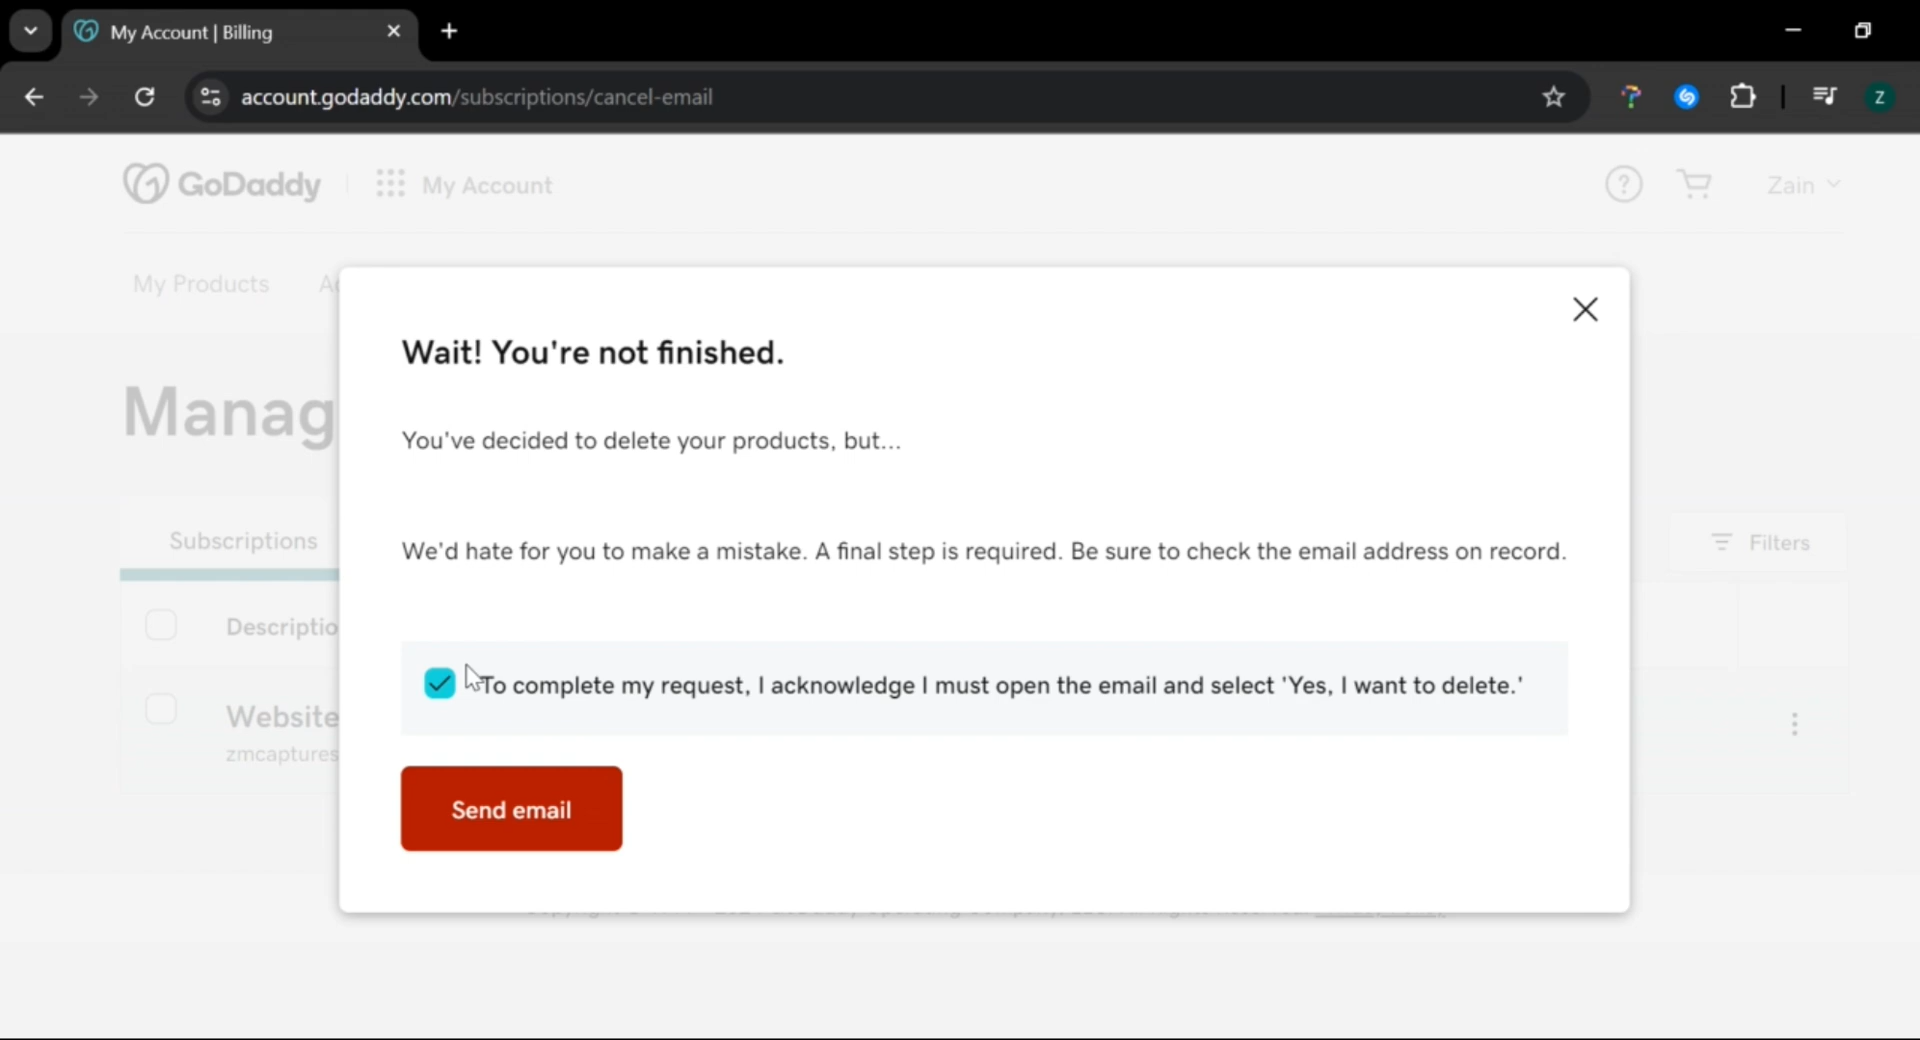 My Account | Billing
account.godaddy.com/subscriptions/cancel-email
Z
GoDaddy My Account
? Zain
My Products
Wait! You're not finished.
Manag
You've decided to delete your products, but...
Subscriptions
Filters
We'd hate for you to make a mistake. A final step is required. Be sure to check the email address on record.
Descriptio
To complete my request, I acknowledge I must open the email and select 'Yes, I want to delete.'
Website
zmcaptures
Send email